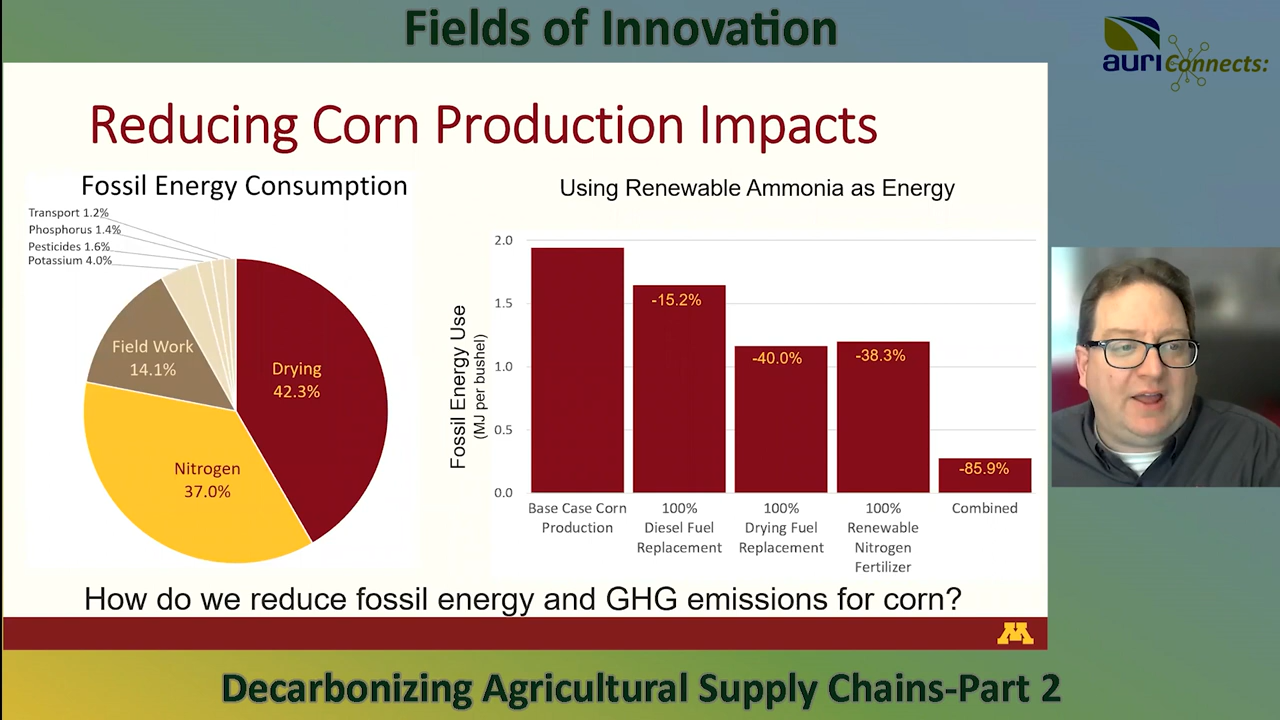 Fields of Innovation
auriConnects:
Reducing Corn Production Impacts
Fossil Energy Consumption
Transport 1.2%
Phosphorus 1.4%
Pesticides 1.6%
Potassium 4.0%
Field Work
14.1%
Drying
42.3%
Nitrogen
37.0%
Using Renewable Ammonia as Energy
Fossil Energy Use
(MJ per bushel)
2.0
1.5
1.0
0.5
0.0
-15.2%
-40.0%
-38.3%
-85.9%
Base Case Corn
Production
100%
Diesel Fuel
Replacement
100%
Drying Fuel
Replacement
100%
Renewable
Nitrogen
Fertilizer
Combined
How do we reduce fossil energy and GHG emissions for corn?
M
Decarbonizing Agricultural Supply Chains-Part 2